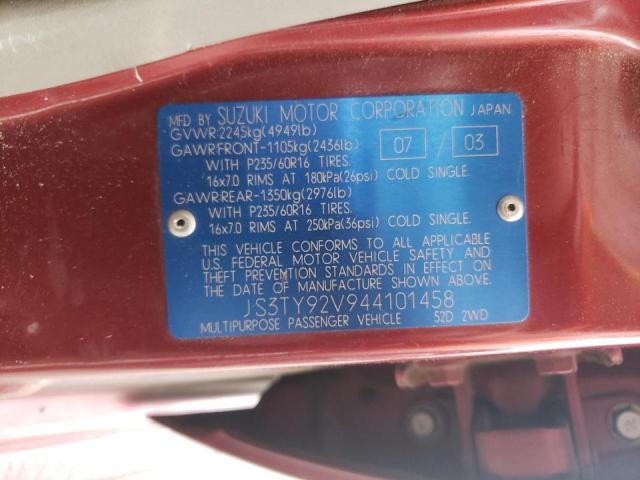 MFD BY SUZUKI MOTOR CORPORATION JAPAN
GVWR:2245kg(4949lb)
GAWR:FRONT-1105kg(2436lb) 07 / 03
WITH P235/60R16 TIRES.
16x7.0 RIMS AT 180kPa(26psi) COLD SINGLE.
GAWR:REAR-1350kg(2976lb)
WITH P235/60R16 TIRES.
16x7.0 RIMS AT 250kPa(36psi) COLD SINGLE.
THIS VEHICLE CONFORMS TO ALL APPLICABLE
U.S. FEDERAL MOTOR VEHICLE SAFETY AND
THEFT PREVENTION STANDARDS IN EFFECT ON
THE DATE OF MANUFACTURE SHOWN ABOVE.
JS3TY92V944101458
MULTIPURPOSE PASSENGER VEHICLE 52D 2WD